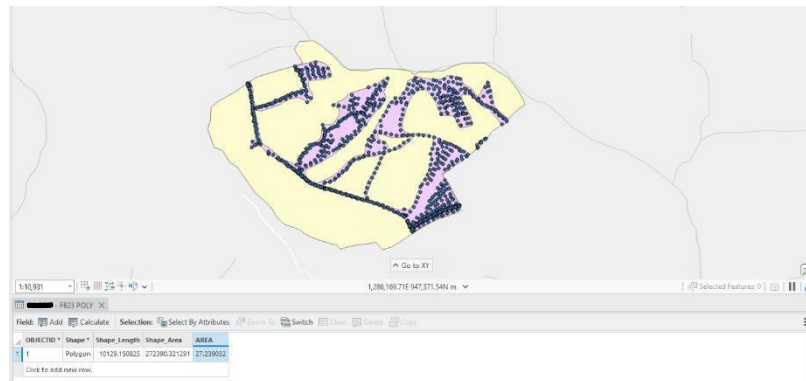 Go to XY
1:10,931
1,286,169.71E 947,371.54N m
Selected Features: 0
- FB23 POLY
Field: Add Calculate Selection: Select By Attributes Zoom To Switch Clear Delete Copy
OBJECTID * Shape * Shape_Length Shape_Area AREA
1 1 Polygon 10129.150825 272390.321291 27.239032
Click to add new row.